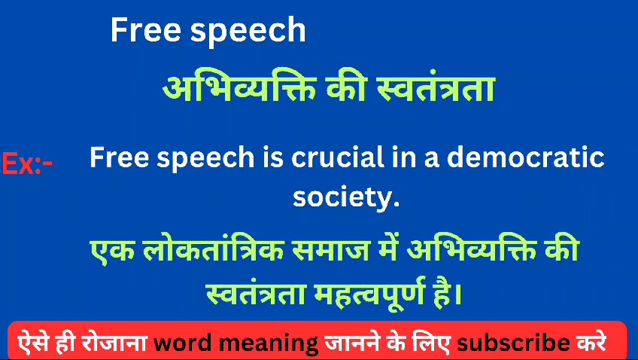 Free speech
अभिव्यक्ति की स्वतंत्रता
Ex:- Free speech is crucial in a democratic
society.
एक लोकतांत्रिक समाज में अभिव्यक्ति की
स्वतंत्रता महत्वपूर्ण है।
ऐसे ही रोजाना word meaning जानने के लिए subscribe करे